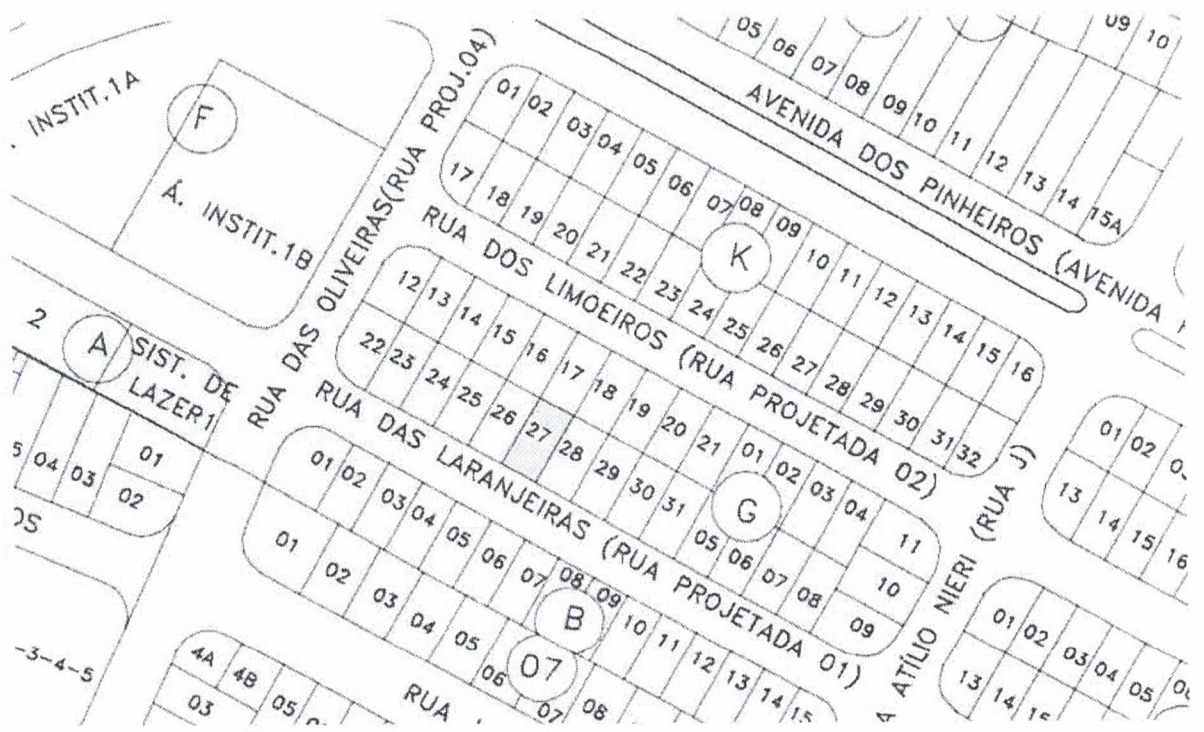 INSTIT.1A
F
Á. INSTIT.1B
RUA DAS OLIVEIRAS(RUA PROJ.04)
05 06 07 08 09 10 11 12 13 14 15A
09 10
AVENIDA DOS PINHEIROS (AVENIDA
01 02 03 04 05 06 07 08 09 10 11 12 13 14 15 16
K
17 18 19 20 21 22 23 24 25 26 27 28 29 30 31 32
RUA DOS LIMOEIROS (RUA PROJETADA 02)
12 13 14 15 16 17 18 19 20 21 01 02 03 04 11
G
10
22 23 24 25 26 27 28 29 30 31 05 06 07 08 09
RUA DAS LARANJEIRAS (RUA PROJETADA 01)
2
A
SIST. DE
LAZER1
04 03 01
02
OS
-3-4-5
01 02 03 04 05 06 07 08 09 10 11 12 13 14 15
B
01 02 03 04 05 06 07 08
07
4A 4B 05
03
RUA
ATÍLIO NIERI (RUA J)
01 02
13 14 15 16
01 02 03 04 05
13 14 15